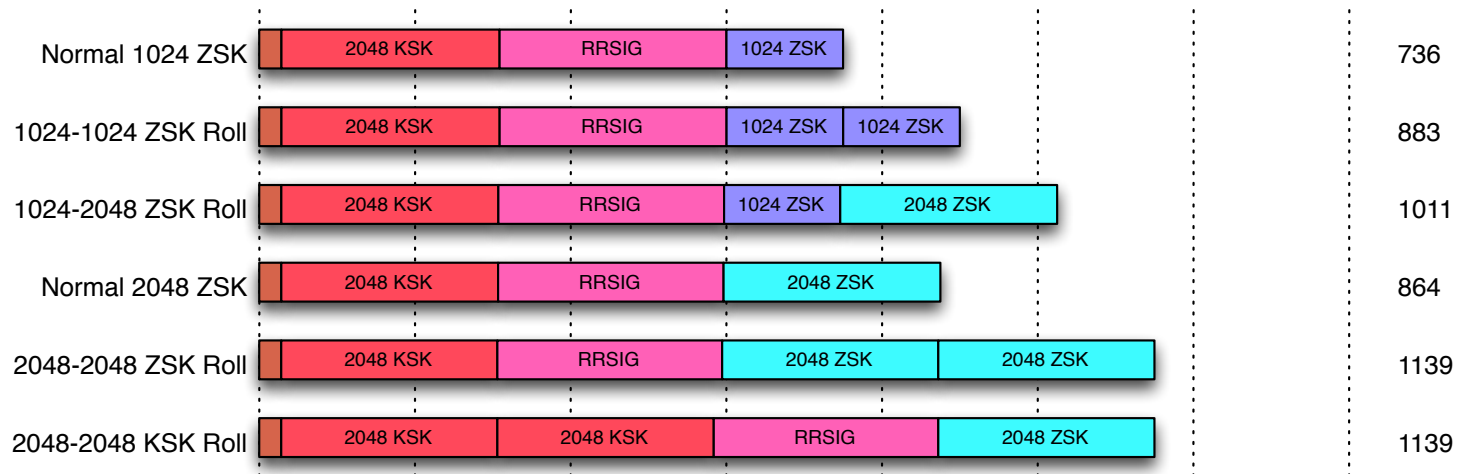 Normal 1024 ZSK 2048 KSK RRSIG 1024 ZSK 736
1024-1024 ZSK Roll 2048 KSK RRSIG 1024 ZSK 1024 ZSK 883
1024-2048 ZSK Roll 2048 KSK RRSIG 1024 ZSK 2048 ZSK 1011
Normal 2048 ZSK 2048 KSK RRSIG 2048 ZSK 864
2048-2048 ZSK Roll 2048 KSK RRSIG 2048 ZSK 2048 ZSK 1139
2048-2048 KSK Roll 2048 KSK 2048 KSK RRSIG 2048 ZSK 1139